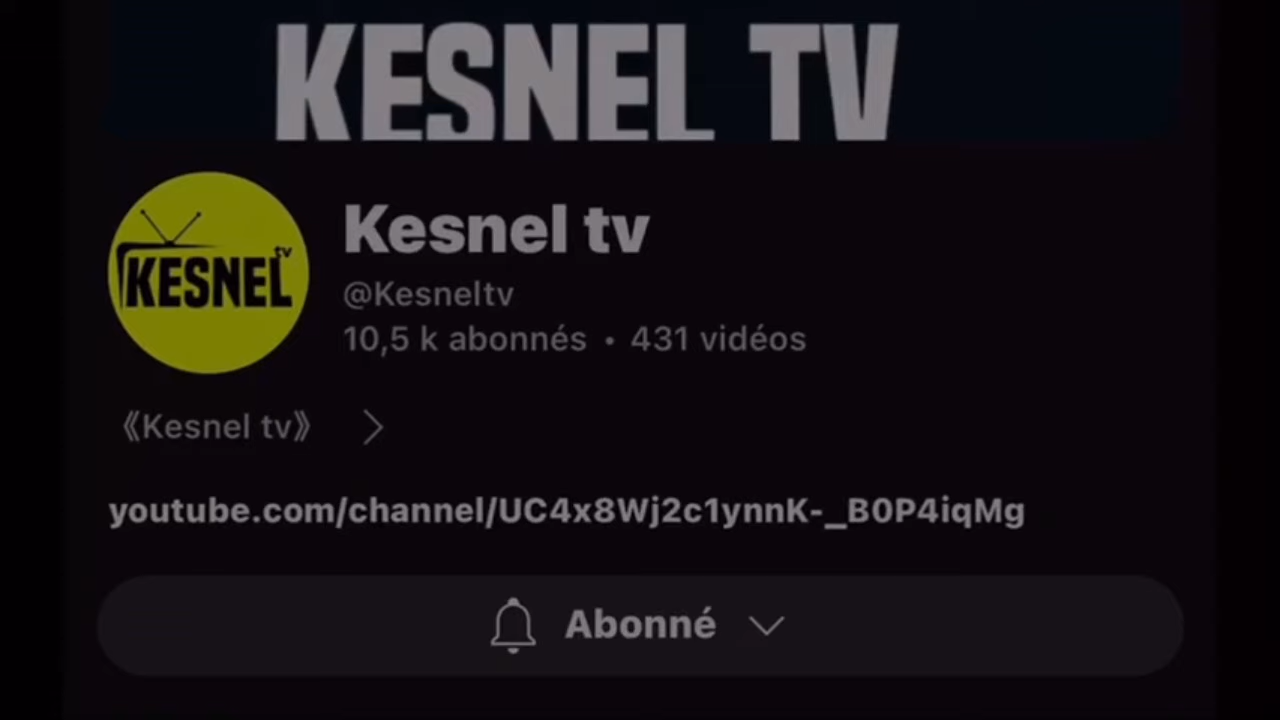 KESNEL TV
KESNEL tv
Kesnel tv
@Kesneltv
10,5 k abonnés • 431 vidéos
《Kesnel tv》
youtube.com/channel/UC4x8Wj2c1ynnK-_B0P4iqMg
Abonné